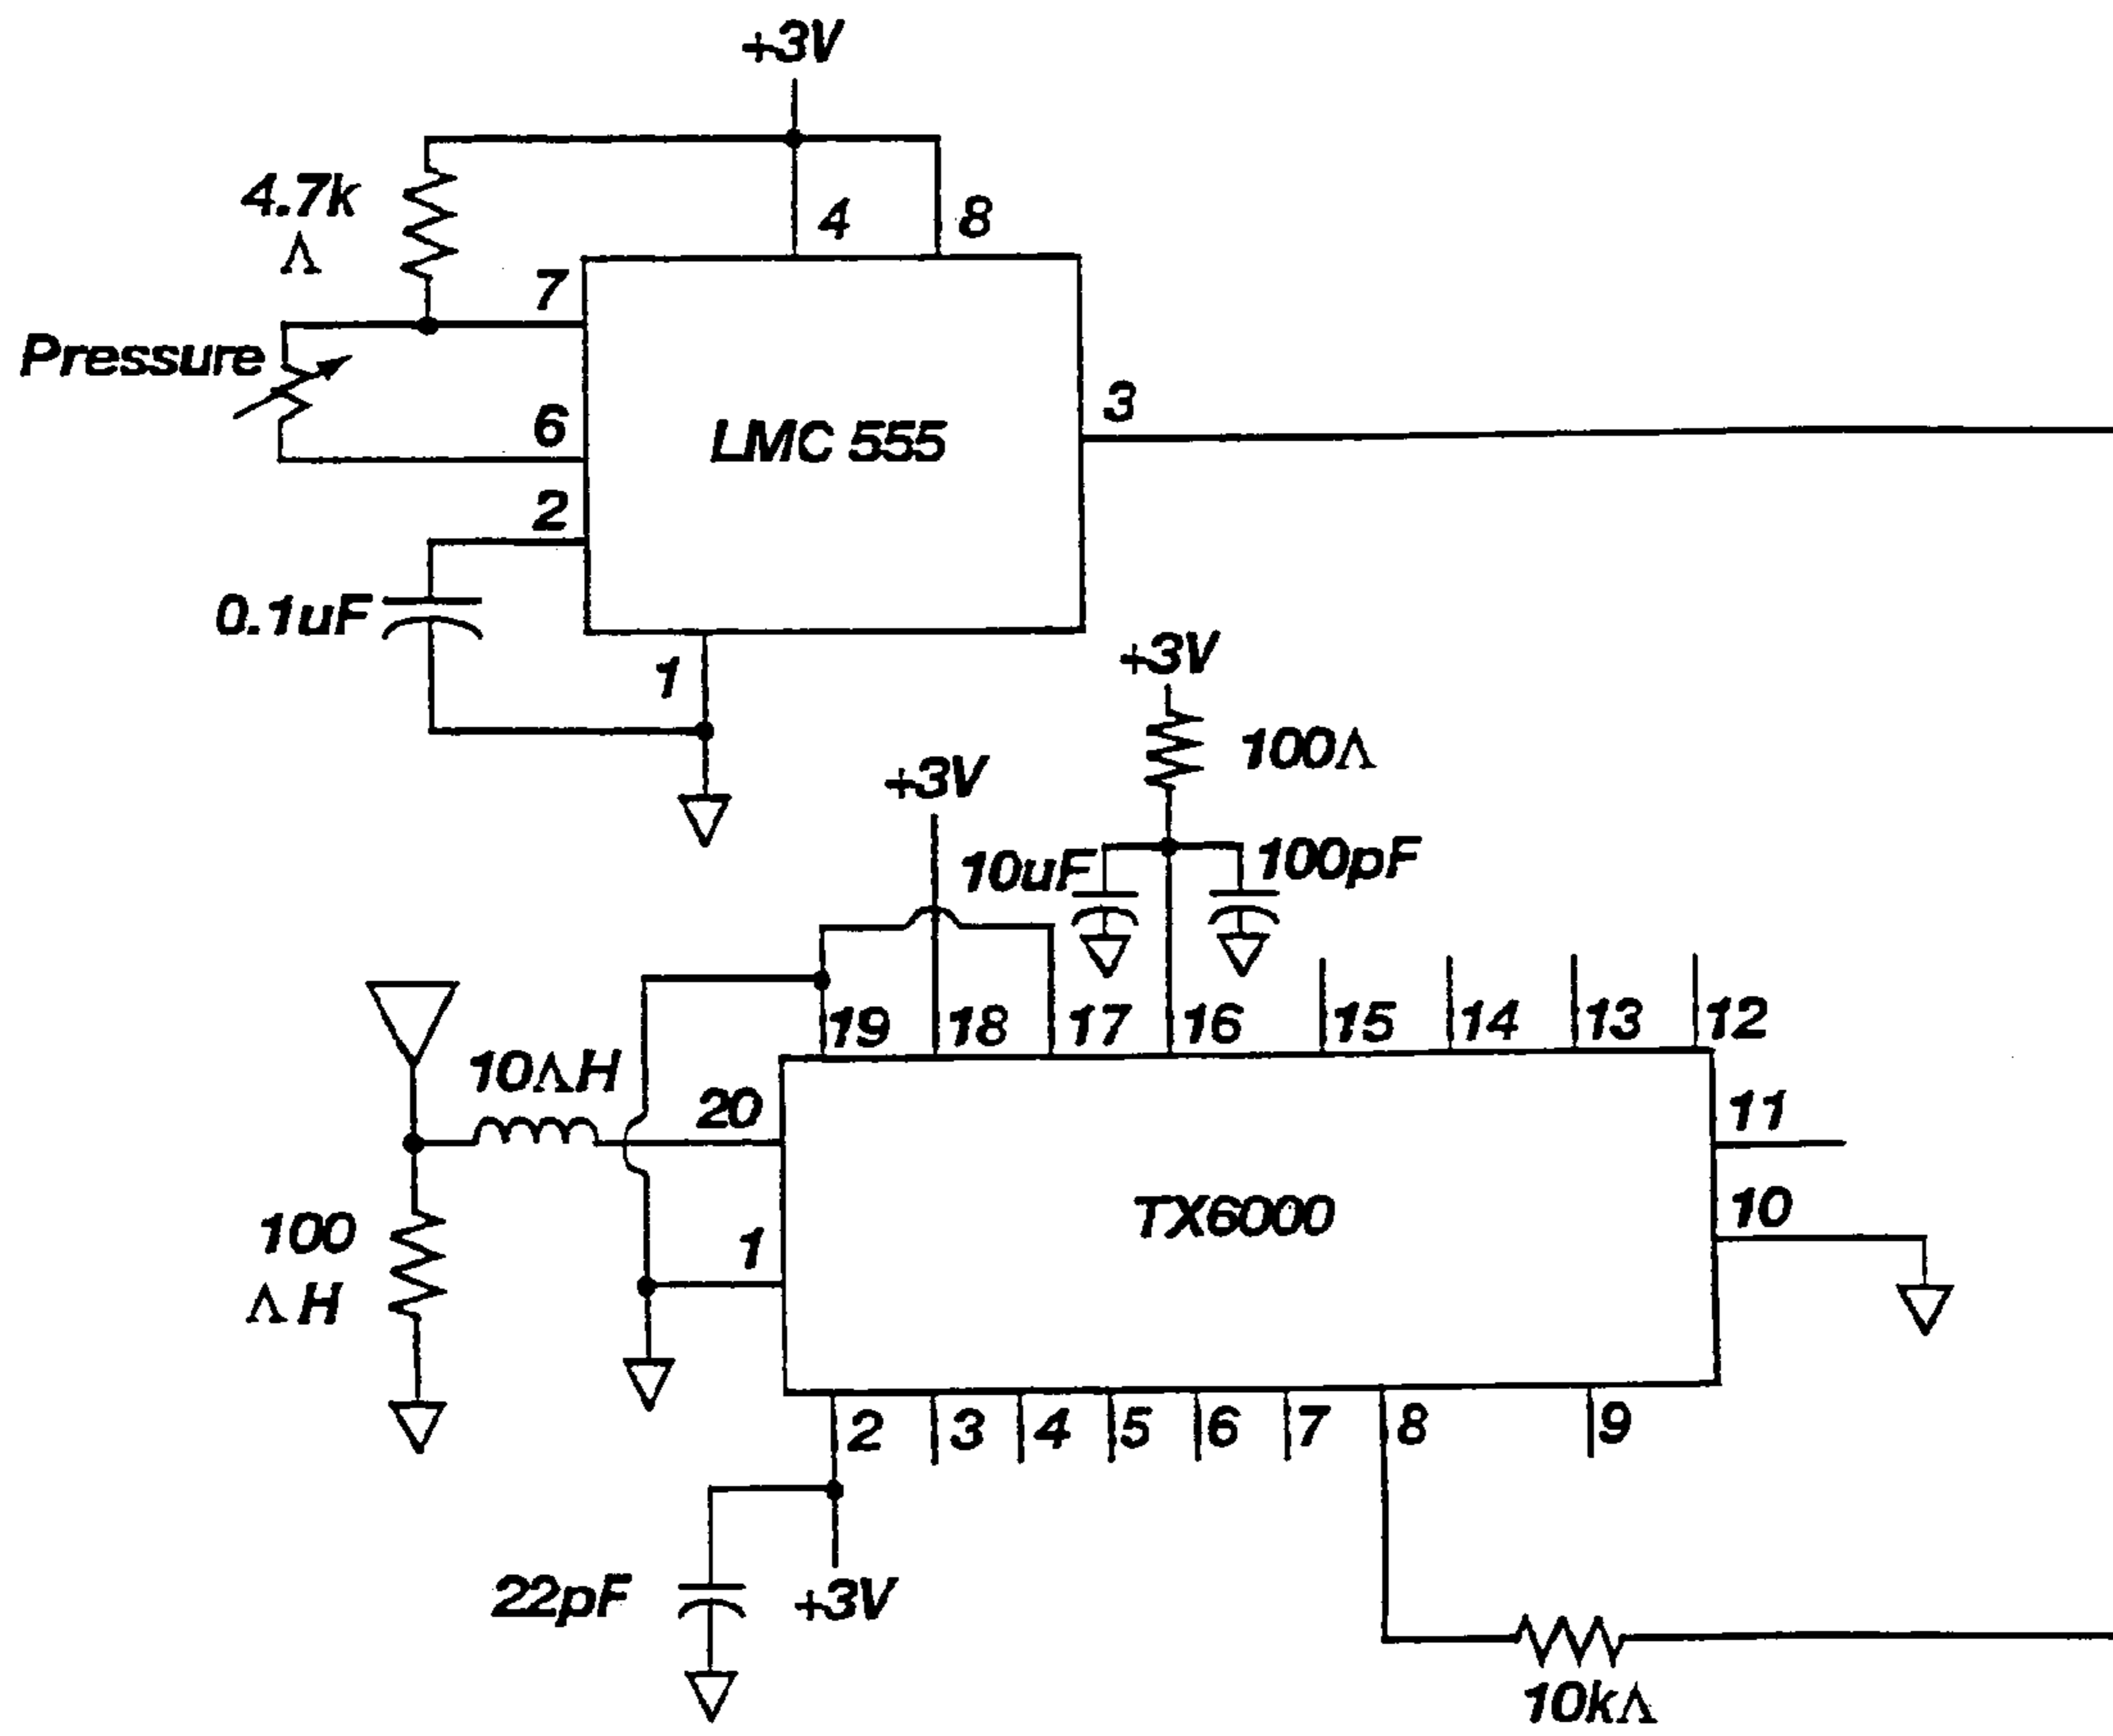 +3V
4.7k
Λ
4
8
7
Pressure
6
LMC 555
3
2
0.1uF
1
+3V
100Λ
+3V
10uF
100pF
19
18
17
16
15
14
13
12
10ΛH
20
11
100
ΛH
1
TX6000
10
2
3
4
5
6
7
8
9
22pF
+3V
10kΛ